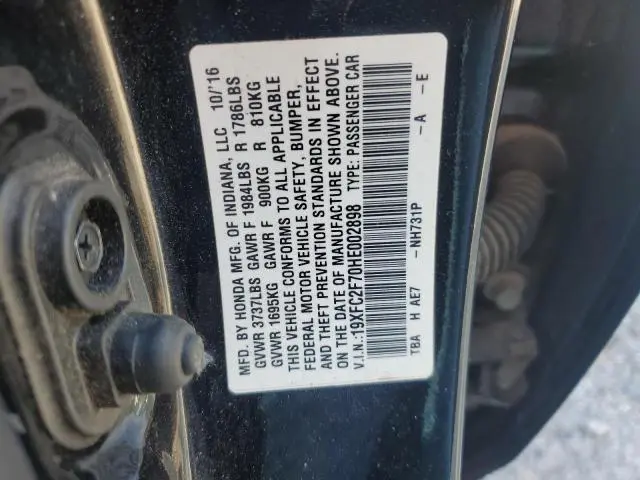 MFD. BY HONDA MFG. OF INDIANA, LLC 10/'16
GVWR 3737LBS GAWR F 1984LBS R 1786LBS
GVWR 1695KG GAWR F 900KG R 810KG
THIS VEHICLE CONFORMS TO ALL APPLICABLE
FEDERAL MOTOR VEHICLE SAFETY, BUMPER,
AND THEFT PREVENTION STANDARDS IN EFFECT
ON THE DATE OF MANUFACTURE SHOWN ABOVE.
V.I.N.:19XFC2F70HE002898 TYPE: PASSENGER CAR
TBA H AE7 -NH731P -A -E